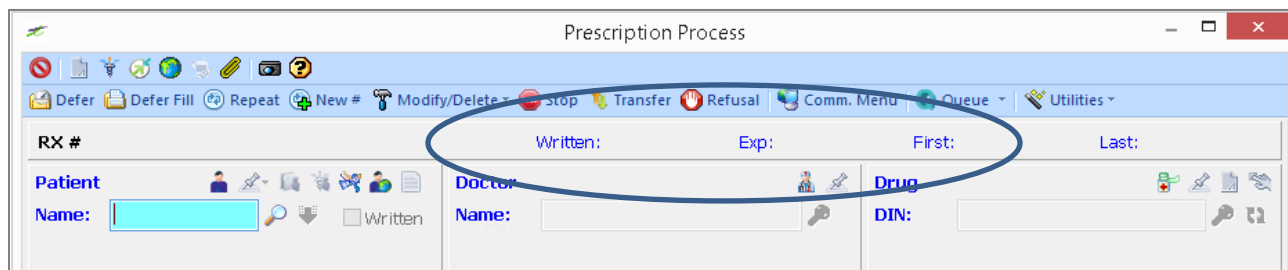 Prescription Process
Defer Defer Fill Repeat New # Modify/Delete Stop Transfer Refusal Comm. Menu Queue Utilities
RX # Written: Exp: First: Last:
Patient Doctor Drug
Name: Written Name: DIN: